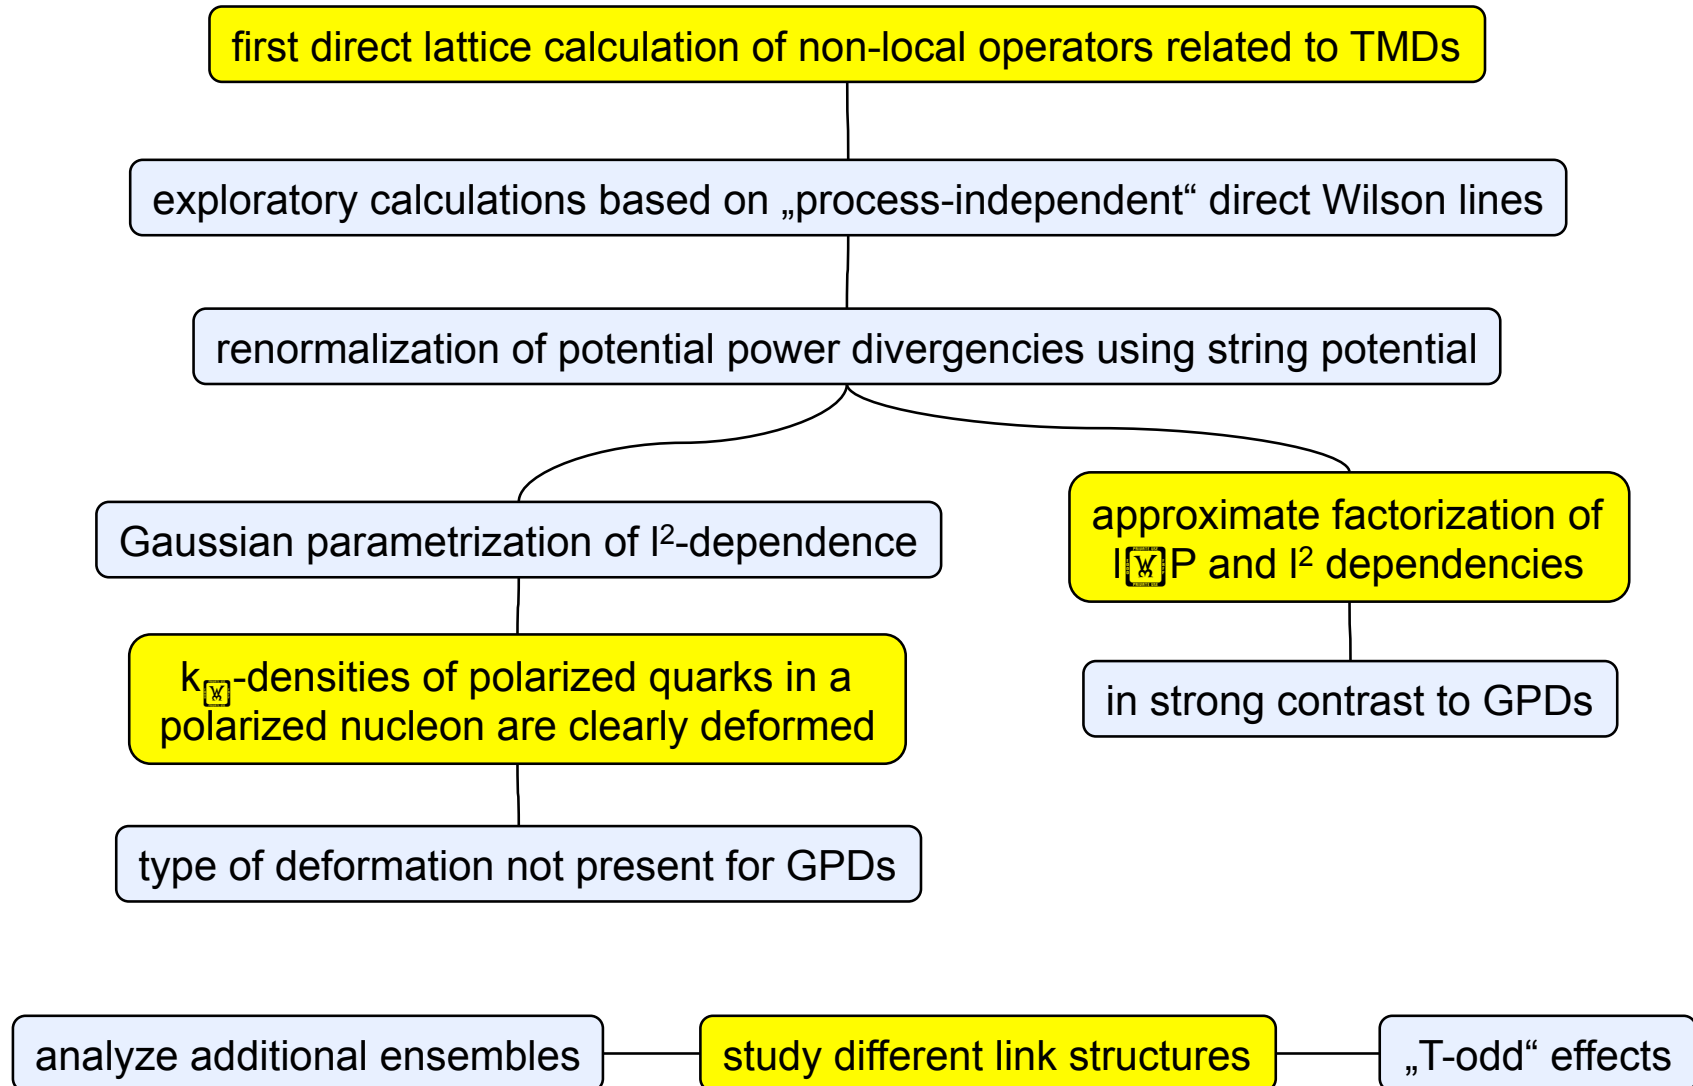 first direct lattice calculation of non-local operators related to TMDs
exploratory calculations based on „process-independent“ direct Wilson lines
renormalization of potential power divergencies using string potential
Gaussian parametrization of l²-dependence
approximate factorization of
lP and l² dependencies
k-densities of polarized quarks in a
polarized nucleon are clearly deformed
in strong contrast to GPDs
type of deformation not present for GPDs
analyze additional ensembles
study different link structures
„T-odd“ effects